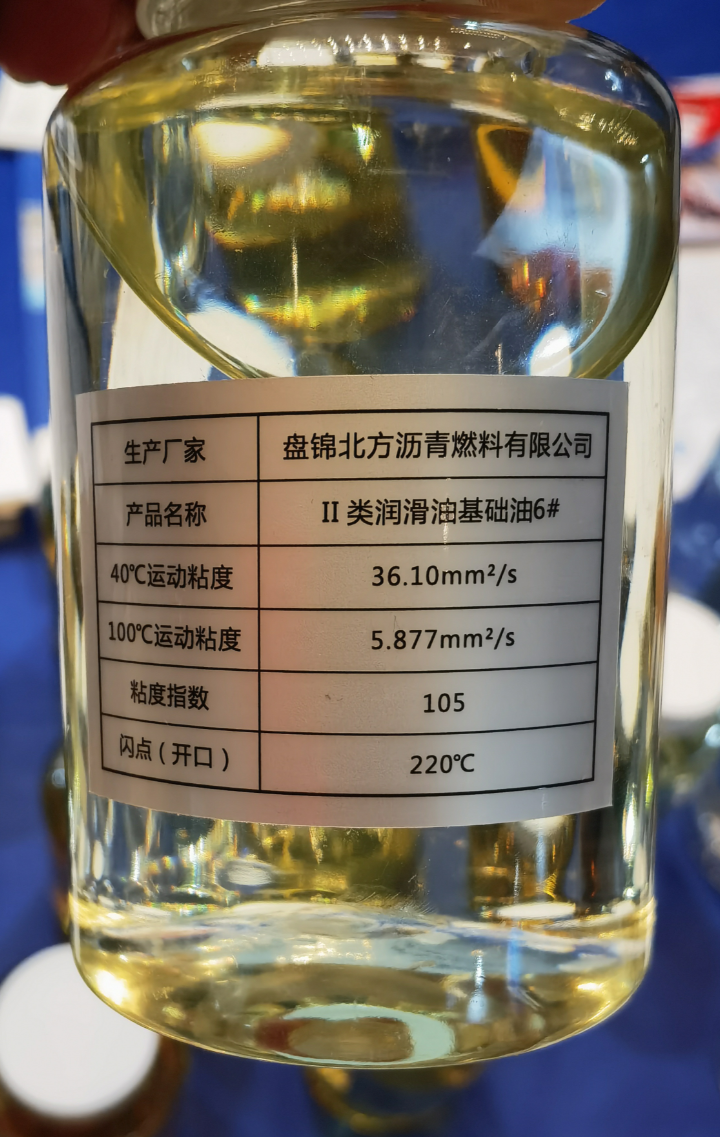 生产厂家 盘锦北方沥青燃料有限公司
产品名称 II 类润滑油基础油6#
40℃运动粘度 36.10mm²/s
100℃运动粘度 5.877mm²/s
粘度指数 105
闪点（开口） 220℃